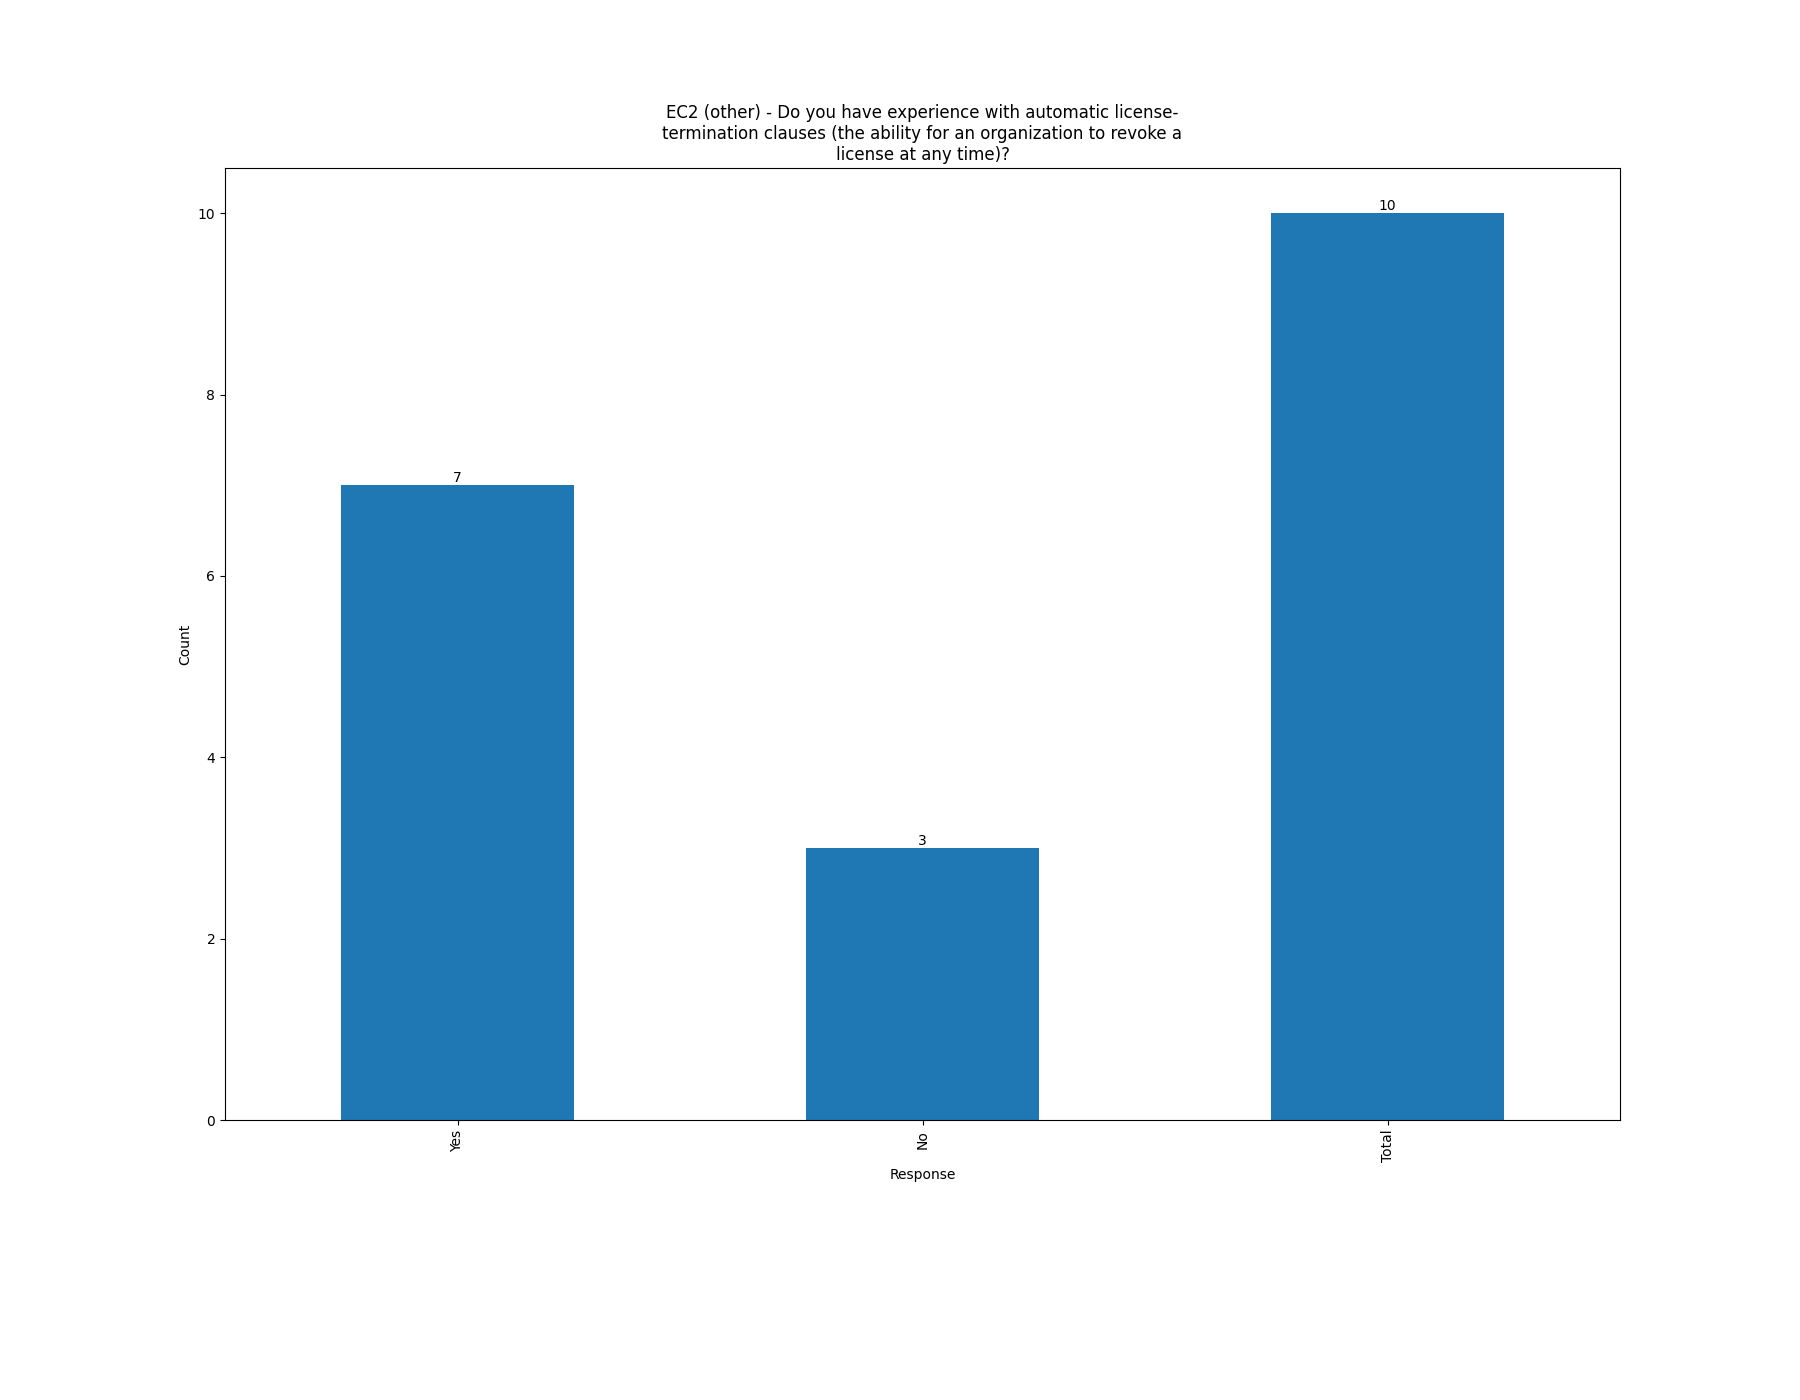 EC2 (other) - Do you have experience with automatic license-
termination clauses (the ability for an organization to revoke a
license at any time)?
10
10
8
7
6
Count
4
3
2
0
Yes
No
Total
Response